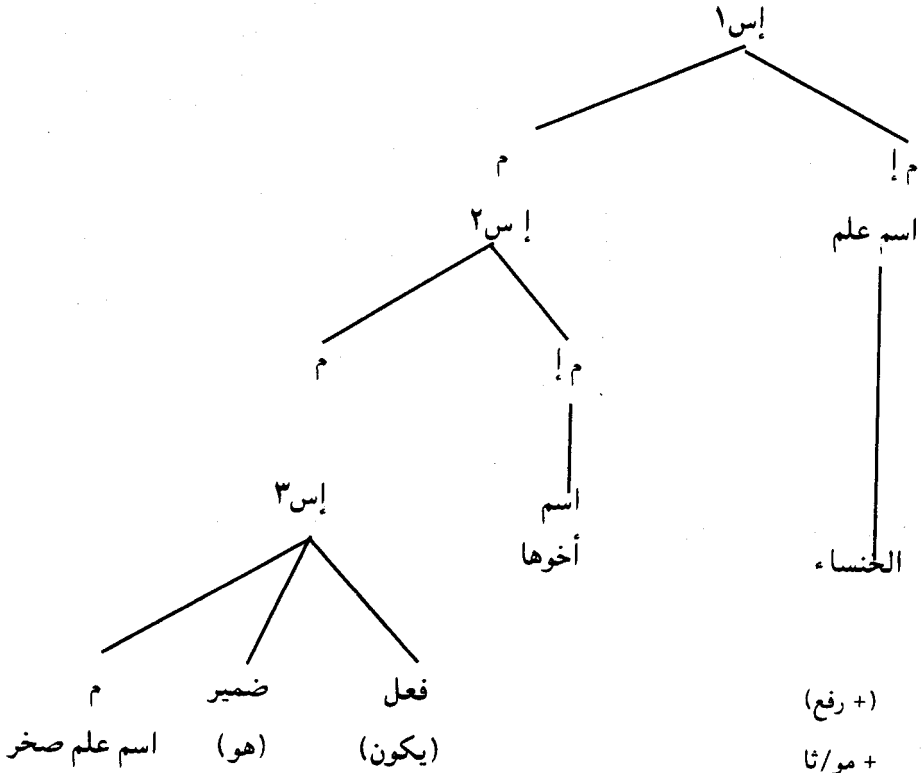 إس١
م إ م
اسم علم إ س٢
م إ م
إس٣
اسم
الخنساء أخوها
فعل ضمير م
(+ رفع)
(يكون) (هو) اسم علم صخر
+ مو/ثا